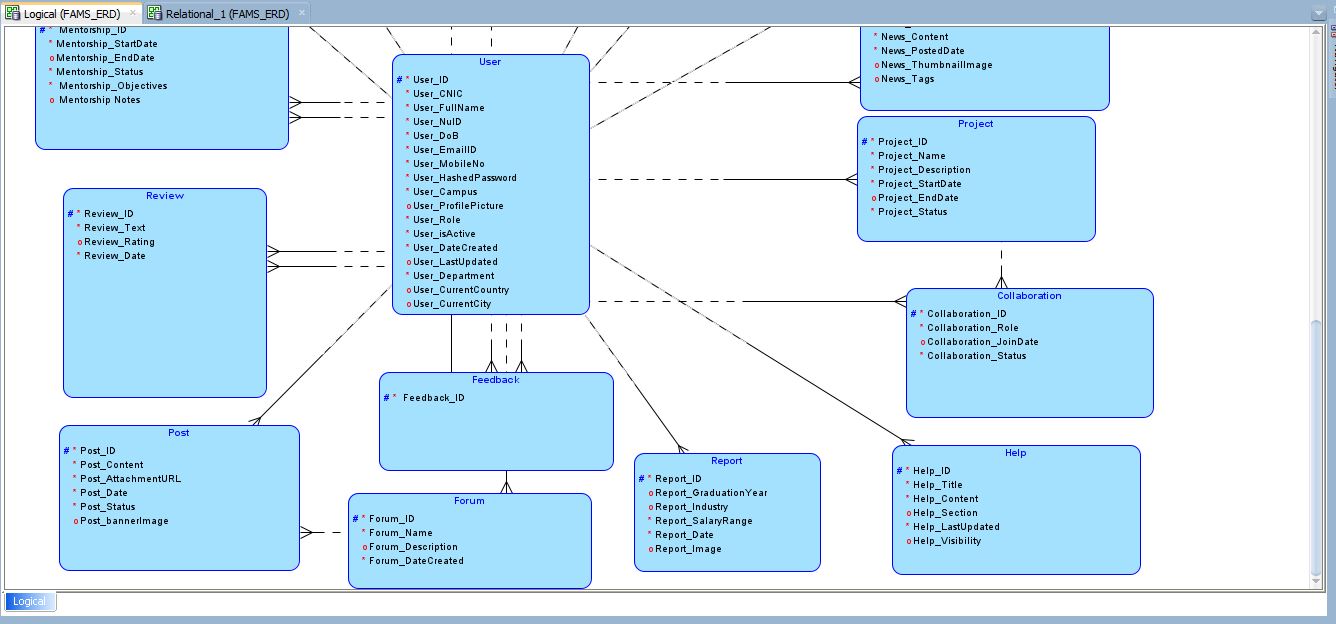 Logical (FAMS_ERD) × Relational_1 (FAMS_ERD) ×
# * Mentorship_ID
* Mentorship_StartDate
o Mentorship_EndDate
* Mentorship_Status
* Mentorship_Objectives
o Mentorship Notes
User
# * User_ID
* User_CNIC
* User_FullName
* User_NuID
* User_DoB
* User_EmailID
* User_MobileNo
* User_HashedPassword
* User_Campus
o User_ProfilePicture
* User_Role
* User_isActive
* User_DateCreated
o User_LastUpdated
* User_Department
o User_CurrentCountry
o User_CurrentCity
* News_Content
* News_PostedDate
o News_ThumbnailImage
o News_Tags
Project
# * Project_ID
* Project_Name
* Project_Description
* Project_StartDate
o Project_EndDate
* Project_Status
Review
# * Review_ID
* Review_Text
o Review_Rating
* Review_Date
Collaboration
# * Collaboration_ID
* Collaboration_Role
o Collaboration_JoinDate
* Collaboration_Status
Feedback
# * Feedback_ID
Post
# * Post_ID
* Post_Content
* Post_AttachmentURL
* Post_Date
* Post_Status
o Post_bannerImage
Forum
# * Forum_ID
* Forum_Name
o Forum_Description
* Forum_DateCreated
Report
# * Report_ID
o Report_GraduationYear
o Report_Industry
* Report_SalaryRange
* Report_Date
o Report_Image
Help
# * Help_ID
* Help_Title
* Help_Content
o Help_Section
* Help_LastUpdated
o Help_Visibility
Logical